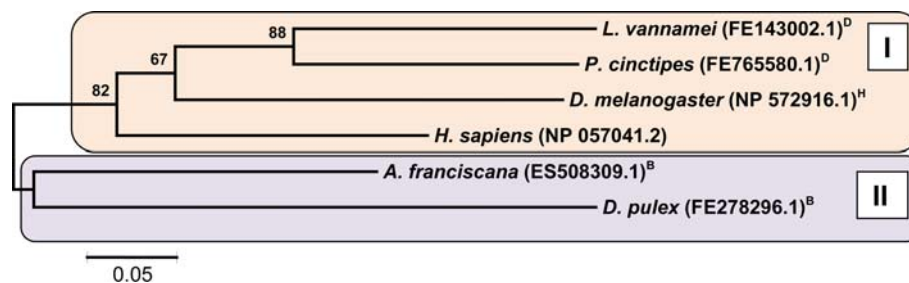 88
L. vannamei (FE143002.1)D
I
67
P. cinctipes (FE765580.1)D
82
D. melanogaster (NP 572916.1)H
H. sapiens (NP 057041.2)
A. franciscana (ES508309.1)B
II
D. pulex (FE278296.1)B
0.05